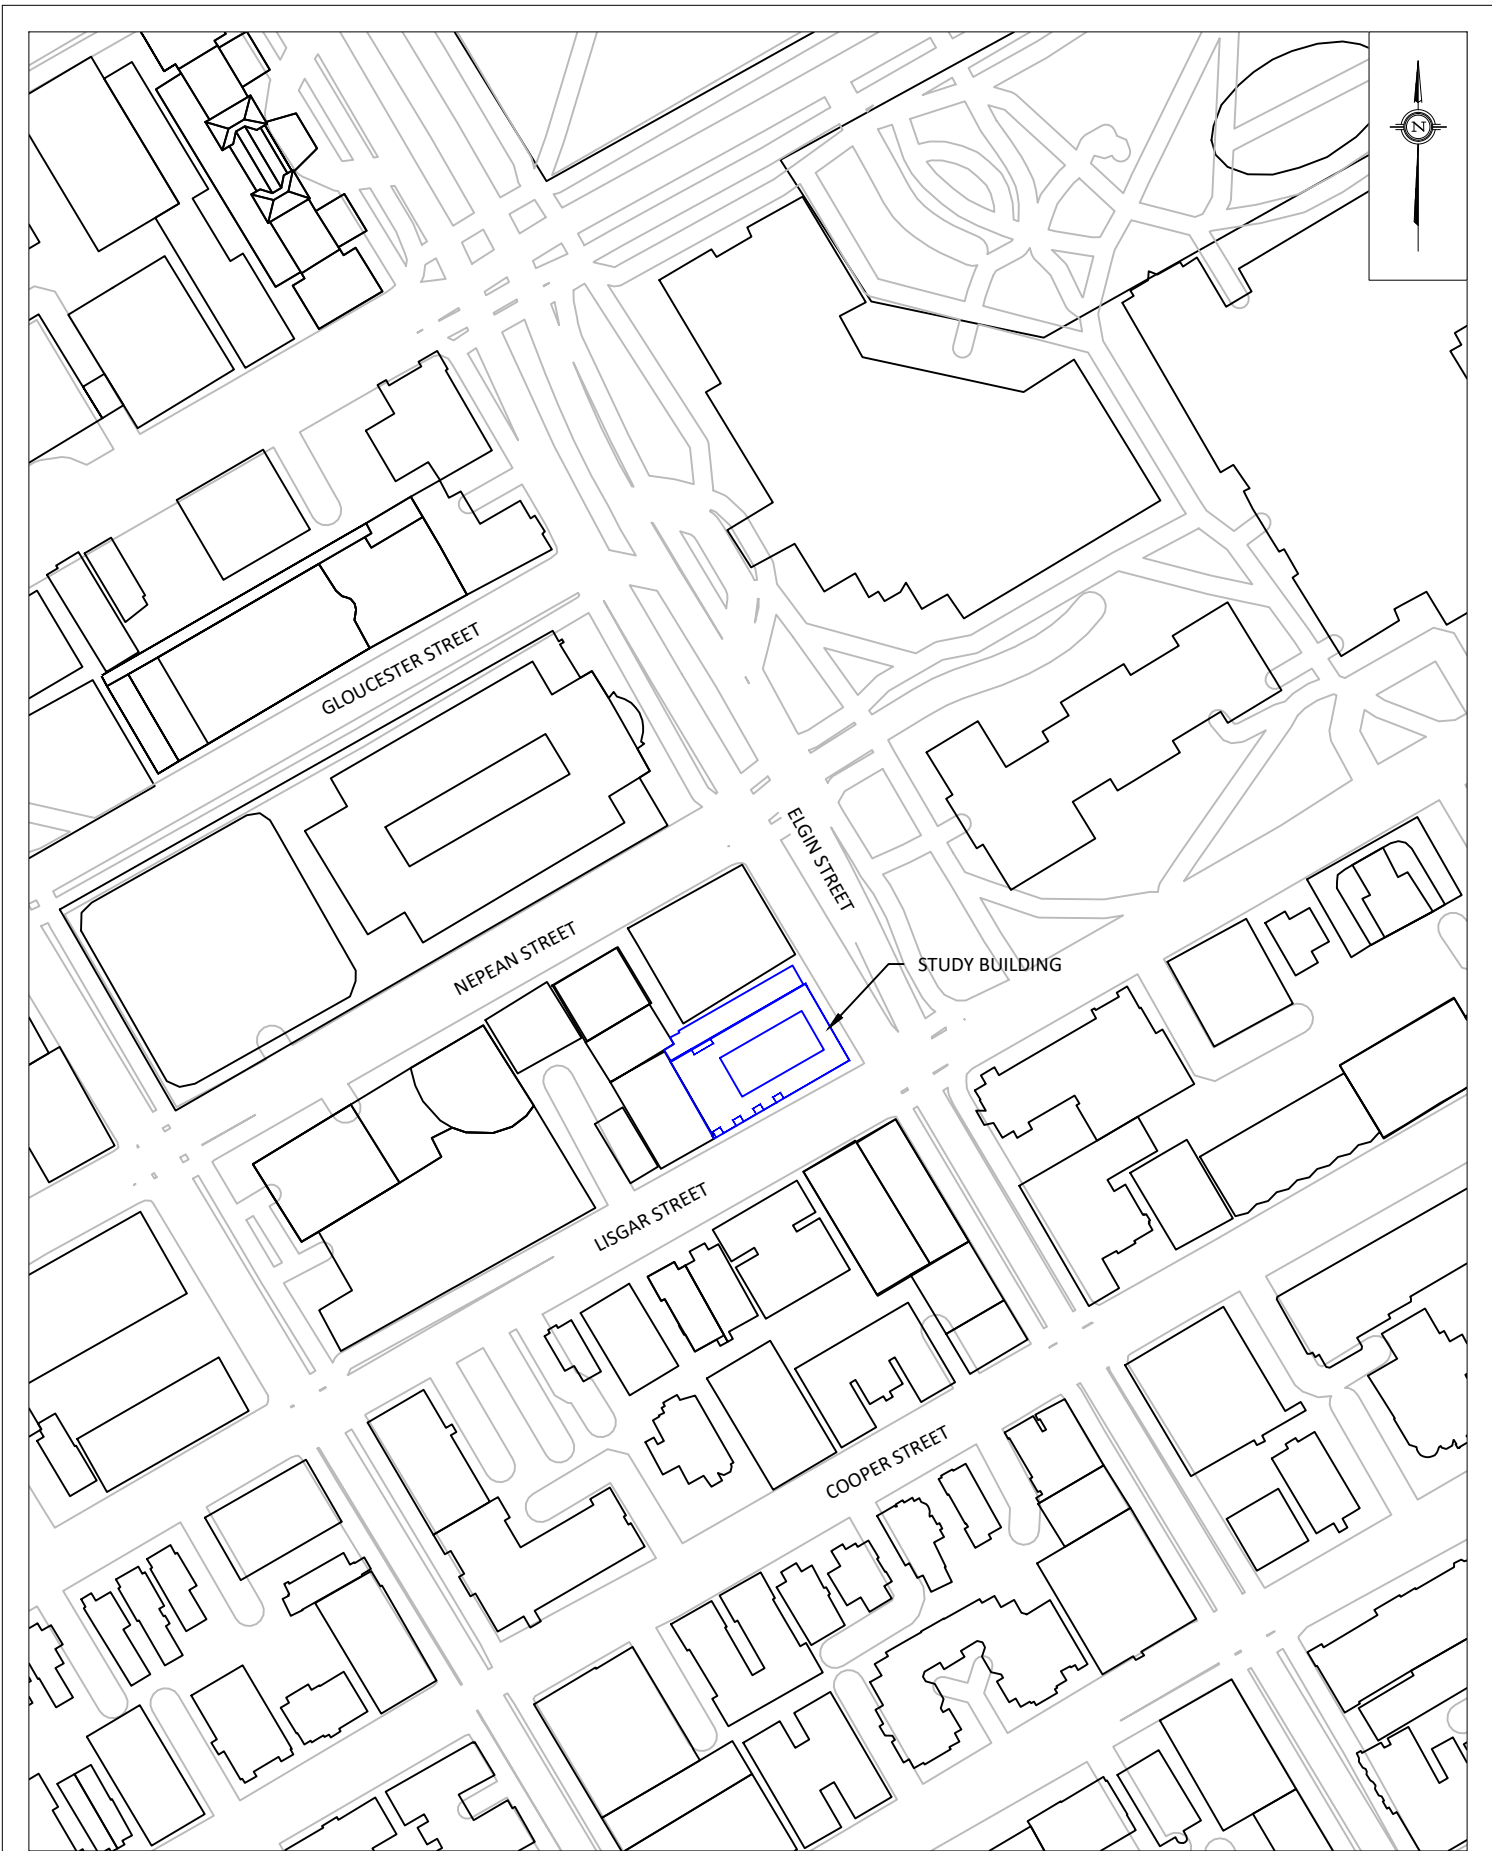 N
GLOUCESTER STREET
ELGIN STREET
NEPEAN STREET
STUDY BUILDING
LISGAR STREET
COOPER STREET